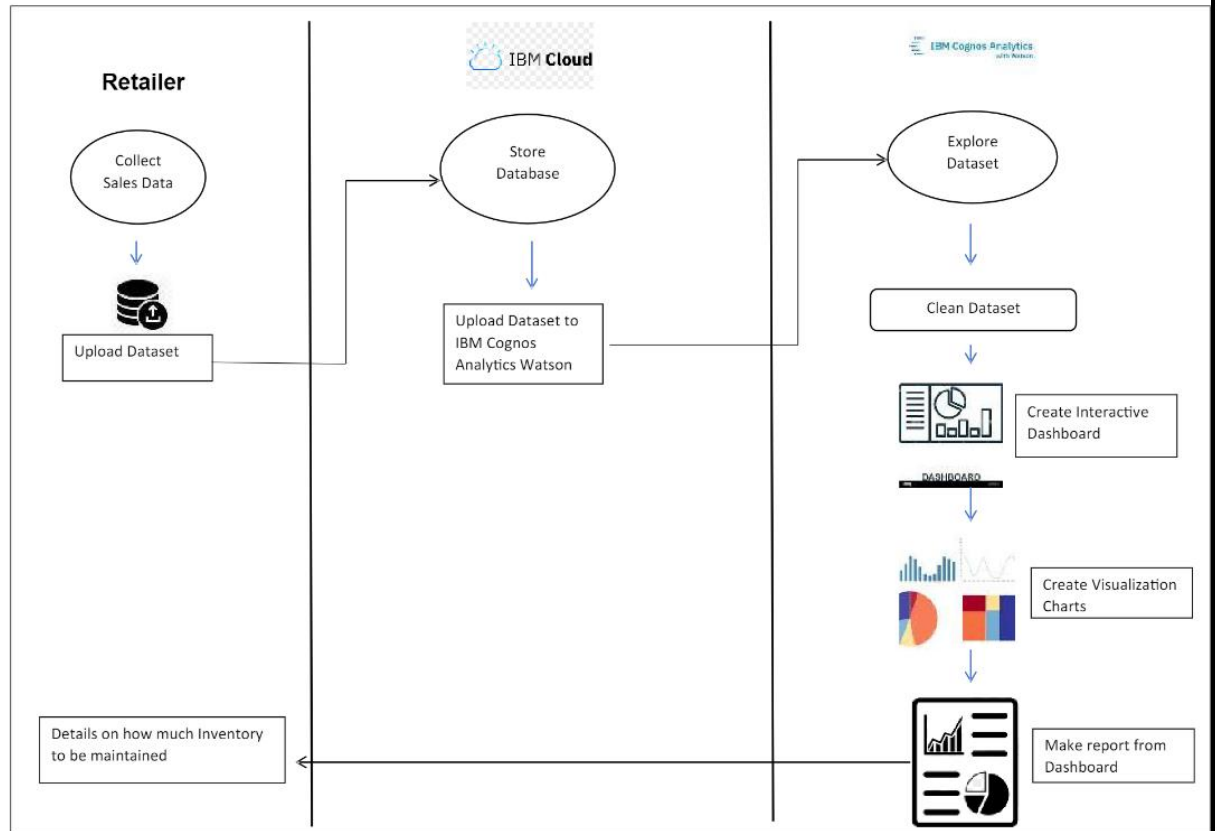 Retailer
Collect
Sales Data
Upload Dataset
Details on how much Inventory
to be maintained
IBM Cloud
Store
Database
Upload Dataset to
IBM Cognos
Analytics Watson
IBM Cognos Analytics
with Watson
Explore
Dataset
Clean Dataset
Create Interactive
Dashboard
DASHBOARD
Create Visualization
Charts
Make report from
Dashboard